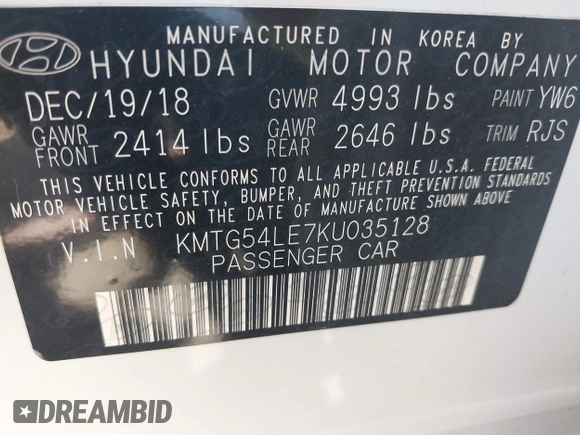 MANUFACTURED IN KOREA BY
HYUNDAI MOTOR COMPANY
DEC/19/18 GVWR 4993 lbs PAINT YW6
GAWR FRONT 2414 lbs GAWR REAR 2646 lbs TRIM RJS
THIS VEHICLE CONFORMS TO ALL APPLICABLE U.S.A. FEDERAL
MOTOR VEHICLE SAFETY, BUMPER, AND THEFT PREVENTION STANDARDS
IN EFFECT ON THE DATE OF MANUFACTURE SHOWN ABOVE
V.I.N KMTG54LE7KU035128
PASSENGER CAR
DREAMBID